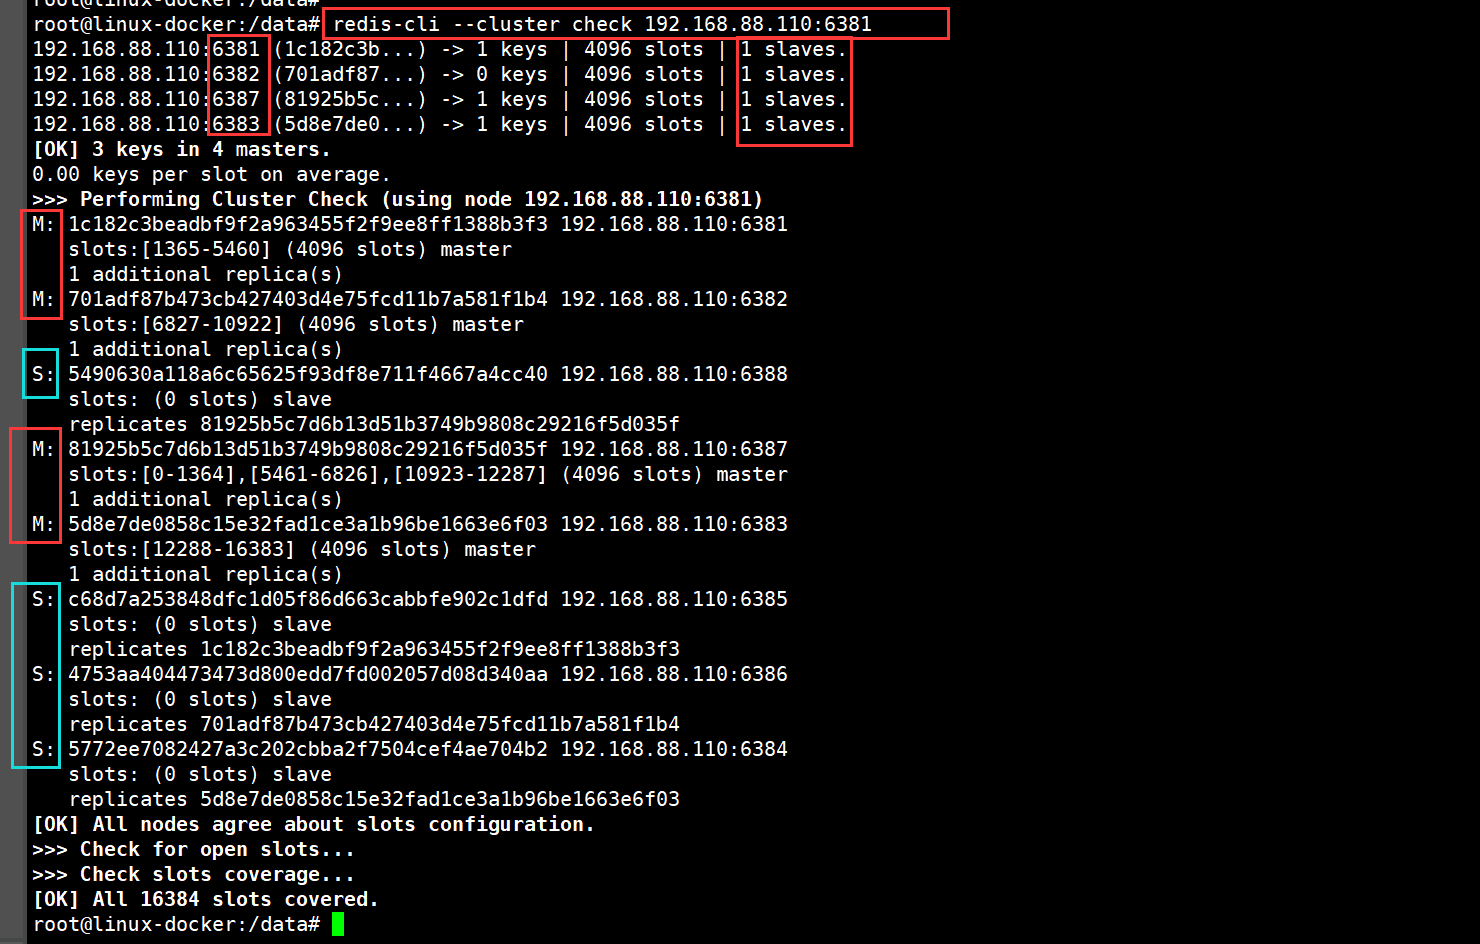 root@linux-docker:/data#
root@linux-docker:/data# redis-cli --cluster check 192.168.88.110:6381
192.168.88.110:6381 (1c182c3b...) -> 1 keys | 4096 slots | 1 slaves.
192.168.88.110:6382 (701adf87...) -> 0 keys | 4096 slots | 1 slaves.
192.168.88.110:6387 (81925b5c...) -> 1 keys | 4096 slots | 1 slaves.
192.168.88.110:6383 (5d8e7de0...) -> 1 keys | 4096 slots | 1 slaves.
[OK] 3 keys in 4 masters.
0.00 keys per slot on average.
>>> Performing Cluster Check (using node 192.168.88.110:6381)
M: 1c182c3beadbf9f2a963455f2f9ee8ff1388b3f3 192.168.88.110:6381
slots:[1365-5460] (4096 slots) master
1 additional replica(s)
M: 701adf87b473cb427403d4e75fcd11b7a581f1b4 192.168.88.110:6382
slots:[6827-10922] (4096 slots) master
1 additional replica(s)
S: 5490630a118a6c65625f93df8e711f4667a4cc40 192.168.88.110:6388
slots: (0 slots) slave
replicates 81925b5c7d6b13d51b3749b9808c29216f5d035f
M: 81925b5c7d6b13d51b3749b9808c29216f5d035f 192.168.88.110:6387
slots:[0-1364],[5461-6826],[10923-12287] (4096 slots) master
1 additional replica(s)
M: 5d8e7de0858c15e32fad1ce3a1b96be1663e6f03 192.168.88.110:6383
slots:[12288-16383] (4096 slots) master
1 additional replica(s)
S: c68d7a253848dfc1d05f86d663cabbfe902c1dfd 192.168.88.110:6385
slots: (0 slots) slave
replicates 1c182c3beadbf9f2a963455f2f9ee8ff1388b3f3
S: 4753aa404473473d800edd7fd002057d08d340aa 192.168.88.110:6386
slots: (0 slots) slave
replicates 701adf87b473cb427403d4e75fcd11b7a581f1b4
S: 5772ee7082427a3c202cbba2f7504cef4ae704b2 192.168.88.110:6384
slots: (0 slots) slave
replicates 5d8e7de0858c15e32fad1ce3a1b96be1663e6f03
[OK] All nodes agree about slots configuration.
>>> Check for open slots...
>>> Check slots coverage...
[OK] All 16384 slots covered.
root@linux-docker:/data#